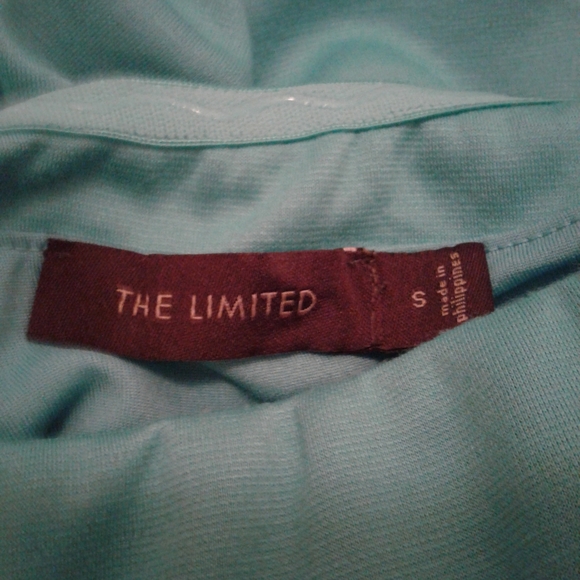 THE LIMITED
S
made in
philippines